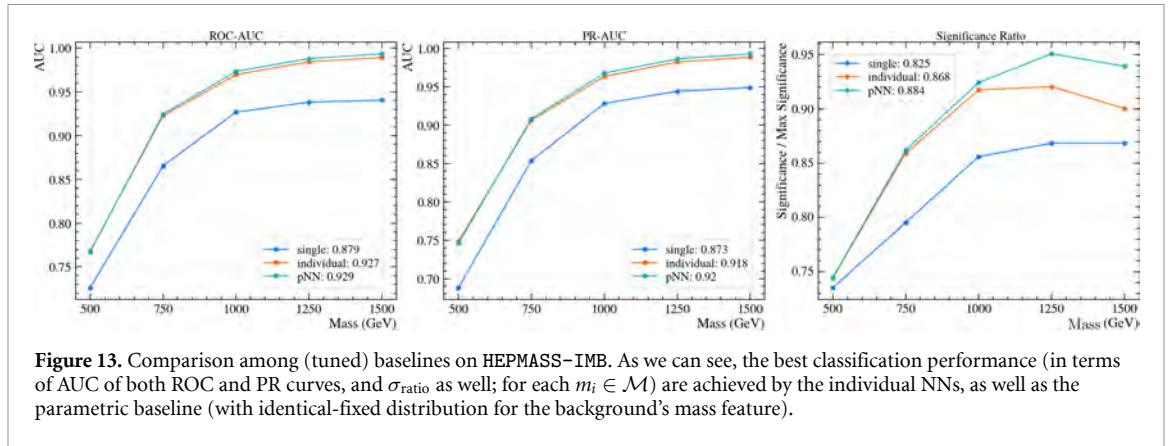 ROC-AUC
AUC
1.00
0.95
0.90
0.85
0.80
0.75
single: 0.879
individual: 0.927
pNN: 0.929
500 750 1000 1250 1500
Mass (GeV)
PR-AUC
AUC
1.00
0.95
0.90
0.85
0.80
0.75
0.70
single: 0.873
individual: 0.918
pNN: 0.92
500 750 1000 1250 1500
Mass (GeV)
Significance Ratio
Significance / Max Significance
0.95
0.90
0.85
0.80
0.75
single: 0.825
individual: 0.868
pNN: 0.884
500 750 1000 1250 1500
Mass (GeV)
Figure 13. Comparison among (tuned) baselines on HEPMASS-IMB. As we can see, the best classification performance (in terms
of AUC of both ROC and PR curves, and σratio as well; for each mi ∈ M) are achieved by the individual NNs, as well as the
parametric baseline (with identical-fixed distribution for the background’s mass feature).